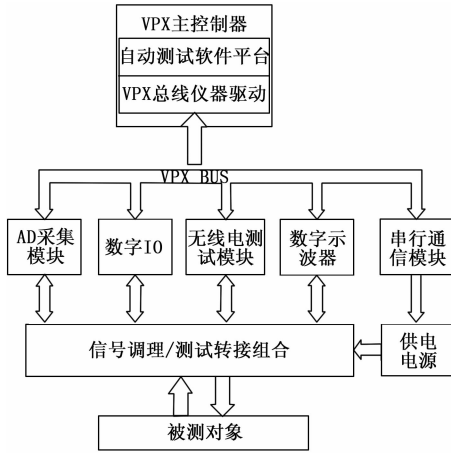 VPX主控制器
自动测试软件平台
VPX总线仪器驱动
VPX BUS
AD采集
模块
数字IO
无线电测
试模块
数字示
波器
串行通
信模块
信号调理/测试转接组合
供电
电源
被测对象